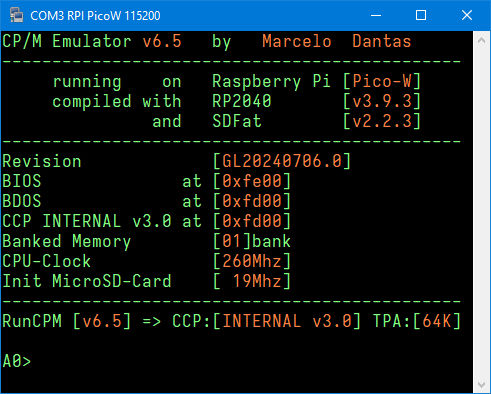 COM3 RPI PicoW 115200
CP/M Emulator v6.5   by   Marcelo  Dantas
----------------------------------------------
     running    on   Raspberry Pi [Pico-W]
     compiled with   RP2040       [v3.9.3]
               and   SDFat        [v2.2.3]
----------------------------------------------
Revision             [GL20240706.0]
BIOS              at [0xfe00]
BDOS              at [0xfd00]
CCP INTERNAL v3.0 at [0xfd00]
Banked Memory        [01]bank
CPU-Clock            [260Mhz]
Init MicroSD-Card    [ 19Mhz]
----------------------------------------------
RunCPM [v6.5] => CCP:[INTERNAL v3.0] TPA:[64K]
A0>